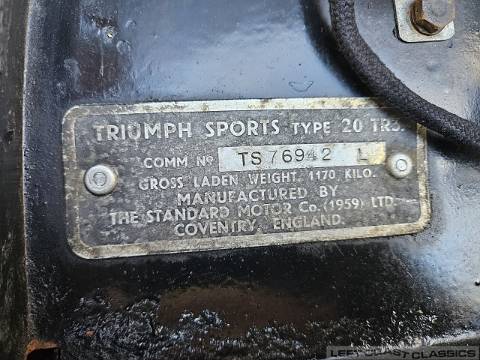 TRIUMPH SPORTS TYPE 20 TR3.
COMM Nº TS 76942 L
GROSS LADEN WEIGHT. 1170 KILO.
MANUFACTURED BY
THE STANDARD MOTOR Co. (1959) LTD.
COVENTRY, ENGLAND.
LEFT COAST CLASSICS